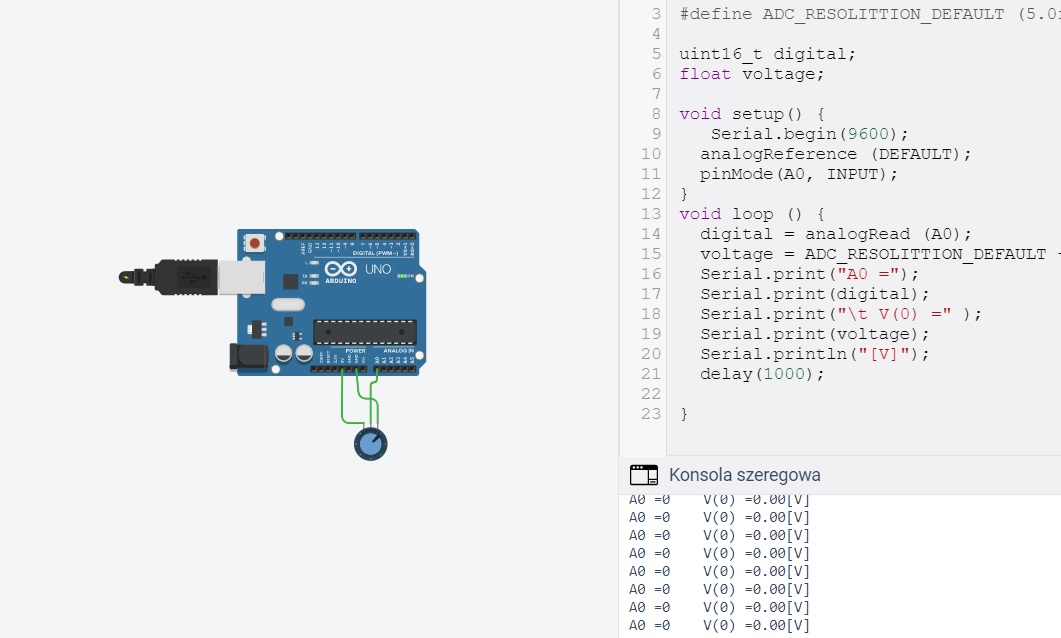 DIGITAL (PWM~)
UNO
ARDUINO
POWER
ANALOG IN
3 #define ADC_RESOLITTION_DEFAULT (5.0
4
5 uint16_t digital;
6 float voltage;
7
8 void setup() {
9 Serial.begin(9600);
10 analogReference (DEFAULT);
11 pinMode(A0, INPUT);
12 }
13 void loop () {
14 digital = analogRead (A0);
15 voltage = ADC_RESOLITTION_DEFAULT
16 Serial.print("A0 =");
17 Serial.print(digital);
18 Serial.print("\t V(0) =" );
19 Serial.print(voltage);
20 Serial.println("[V]");
21 delay(1000);
22
23 }
Konsola szeregowa
A0 =0 V(0) =0.00[V]
A0 =0 V(0) =0.00[V]
A0 =0 V(0) =0.00[V]
A0 =0 V(0) =0.00[V]
A0 =0 V(0) =0.00[V]
A0 =0 V(0) =0.00[V]
A0 =0 V(0) =0.00[V]
A0 =0 V(0) =0.00[V]